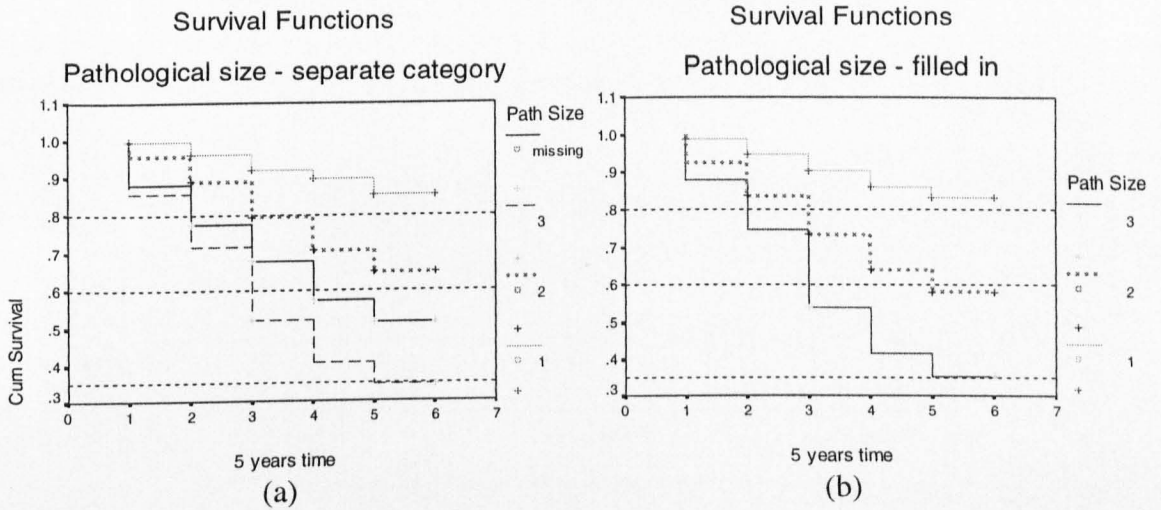 Survival Functions
Pathological size - separate category
Cum Survival
1.1
1.0
.9
.8
.7
.6
.5
.4
.3
0 1 2 3 4 5 6 7
5 years time
(a)
Path Size
missing
3
2
1
Survival Functions
Pathological size - filled in
1.1
1.0
.9
.8
.7
.6
.5
.4
.3
0 1 2 3 4 5 6 7
5 years time
(b)
Path Size
3
2
1